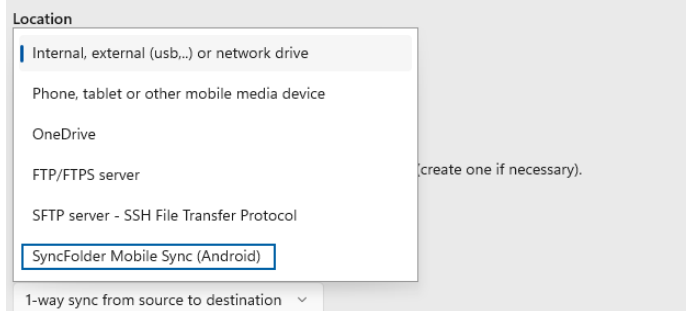 Location
Internal, external (usb,..) or network drive
Phone, tablet or other mobile media device
OneDrive
FTP/FTPS server
(create one if necessary).
SFTP server - SSH File Transfer Protocol
SyncFolder Mobile Sync (Android)
1-way sync from source to destination